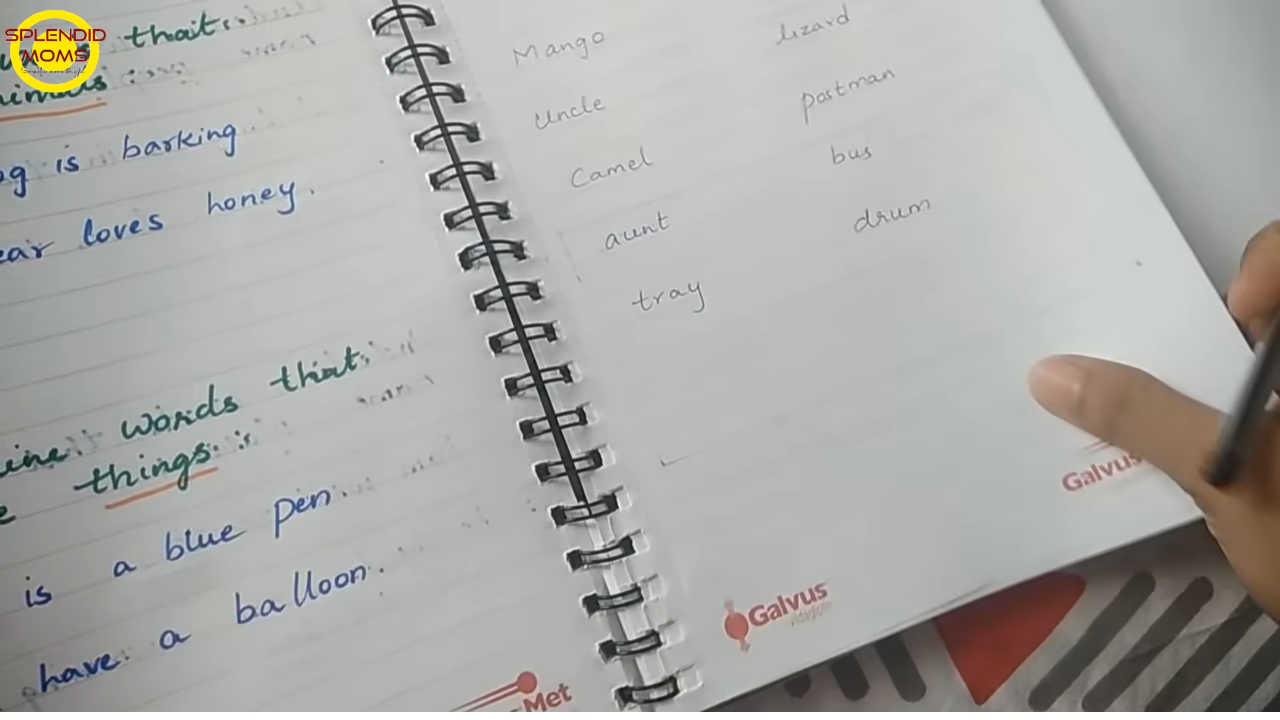 SPLENDID
MOMS
that
is barking
loves honey.
words that
things
is a blue pen.
have a balloon.
Met
Mango lizard
Uncle postman
Camel bus
aunt drum
tray
Galvus
Galvus